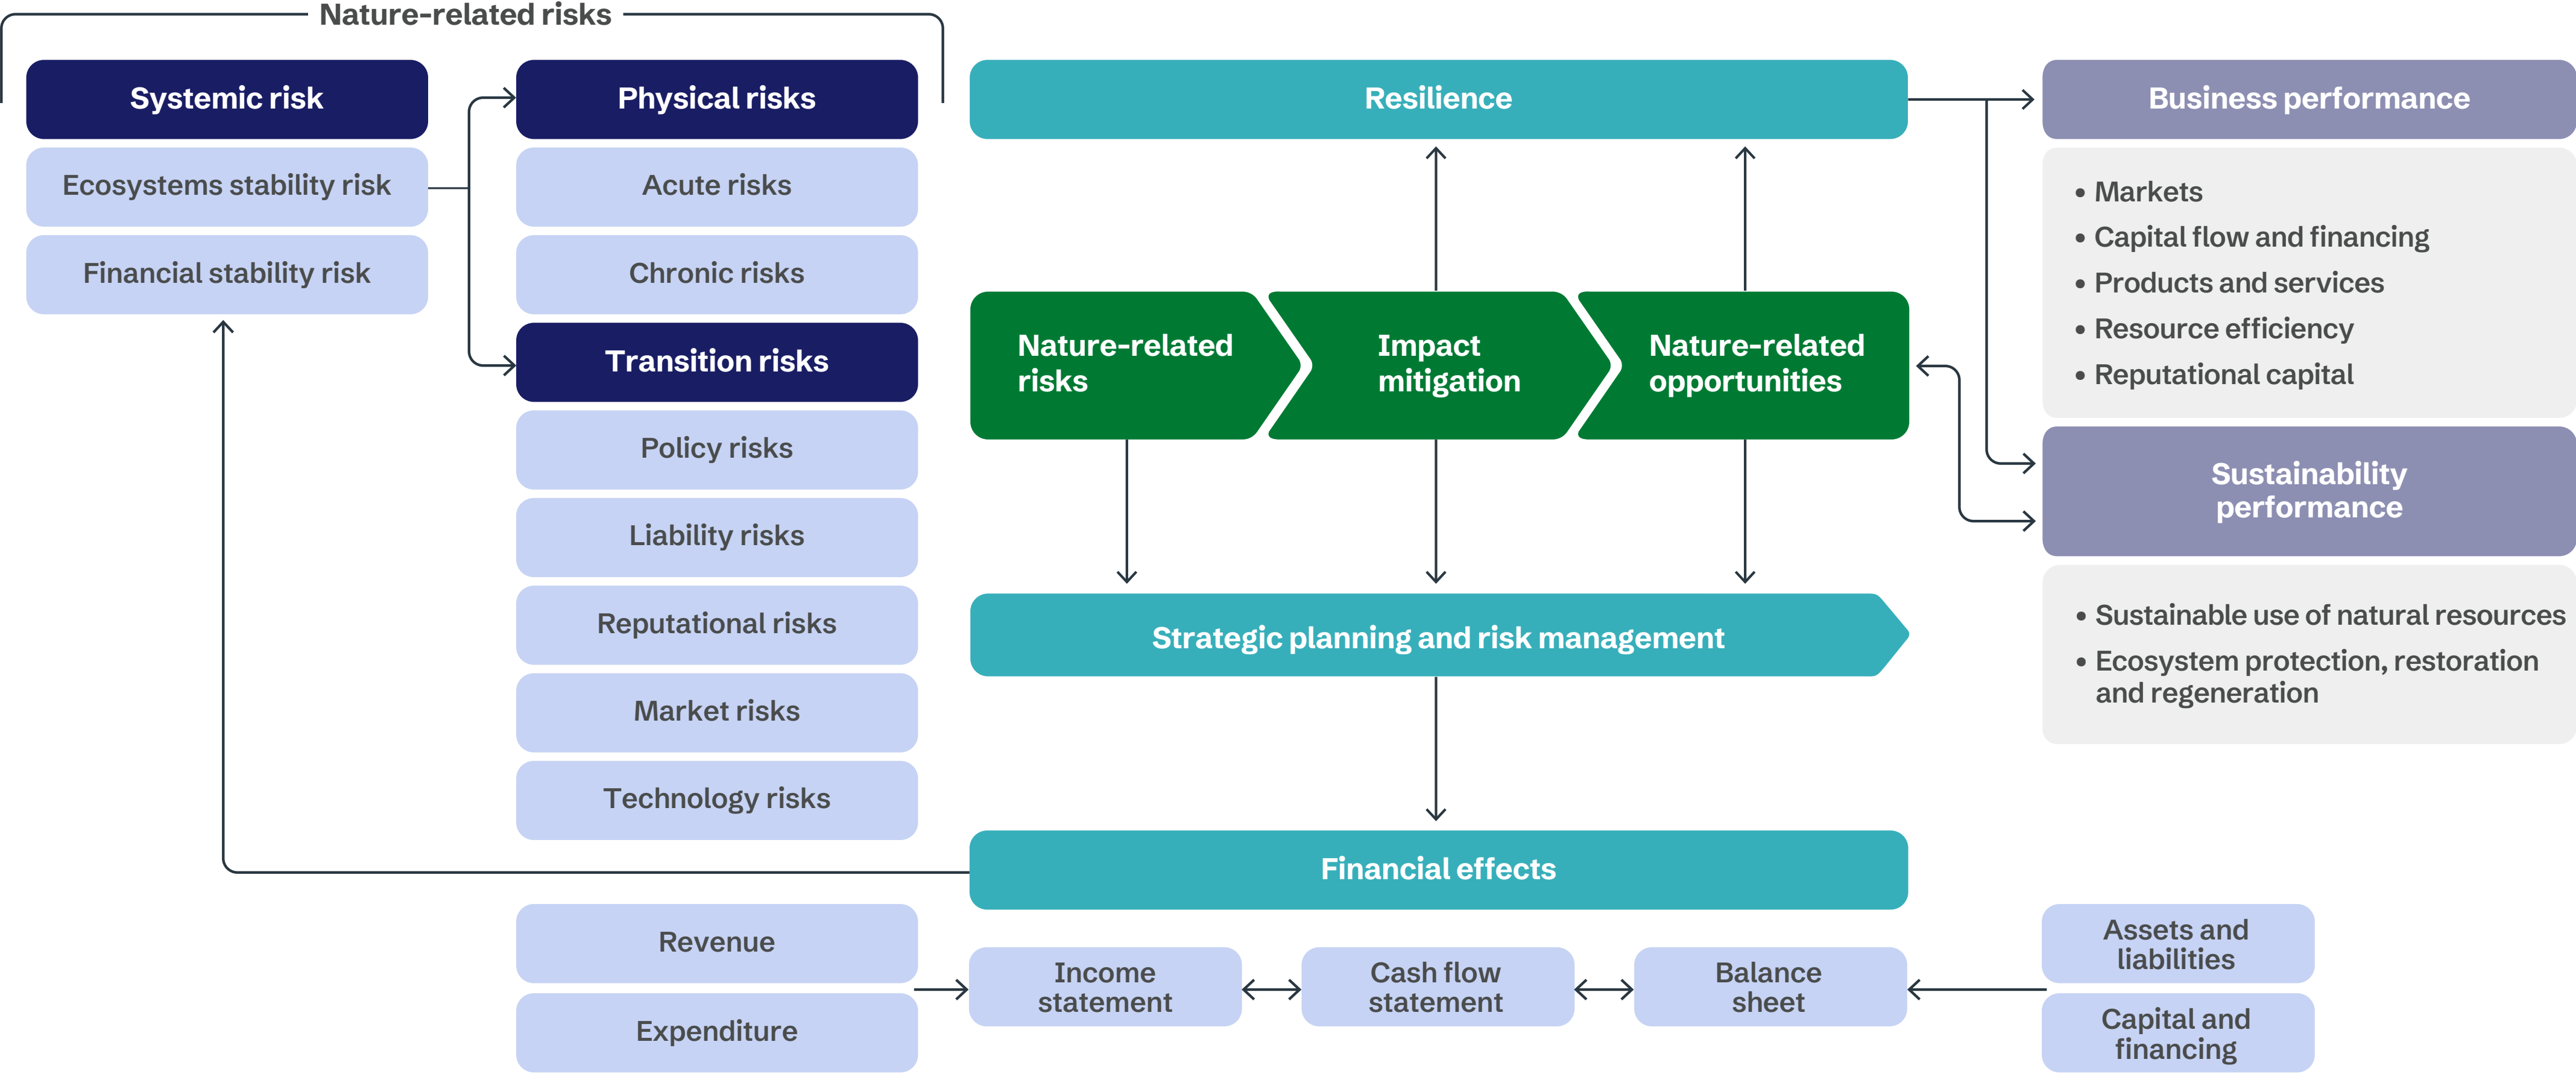 Nature-related risks
Systemic risk
Ecosystems stability risk
Financial stability risk
Physical risks
Acute risks
Chronic risks
Transition risks
Policy risks
Liability risks
Reputational risks
Market risks
Technology risks
Resilience
Nature-related
risks
Impact
mitigation
Nature-related
opportunities
Strategic planning and risk management
Financial effects
Business performance
• Markets
• Capital flow and financing
• Products and services
• Resource efficiency
• Reputational capital
Sustainability
performance
• Sustainable use of natural resources
• Ecosystem protection, restoration
and regeneration
Revenue
Expenditure
Income
statement
Cash flow
statement
Balance
sheet
Assets and
liabilities
Capital and
financing